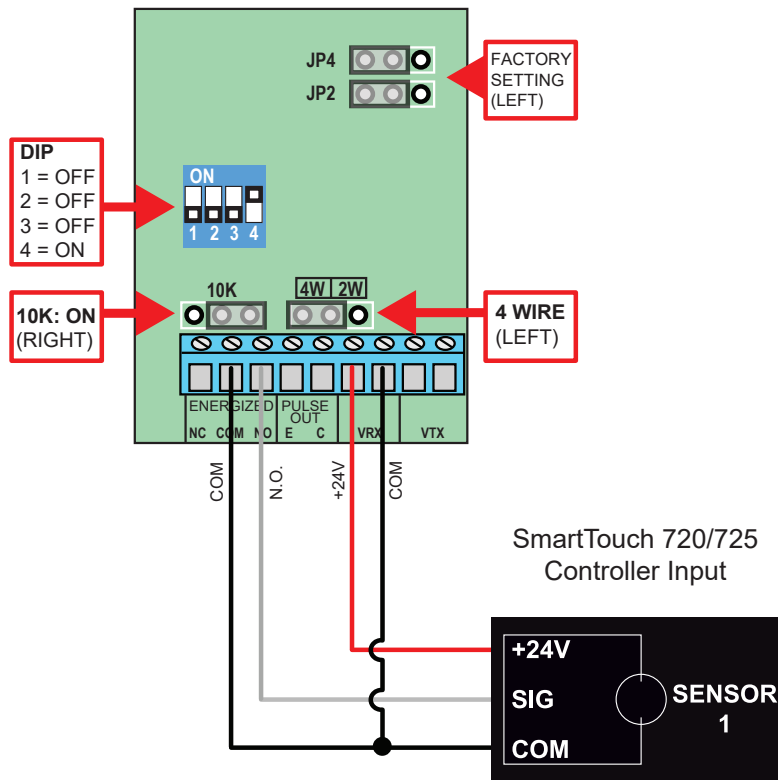 JP4
JP2
FACTORY
SETTING
(LEFT)
DIP
1 = OFF
2 = OFF
3 = OFF
4 = ON
ON
1 2 3 4
10K
4W 2W
10K: ON
(RIGHT)
4 WIRE
(LEFT)
ENERGIZED
PULSE
OUT
NC COM NO E C VRX VTX
COM
N.O.
+24V
COM
SmartTouch 720/725
Controller Input
+24V
SIG
COM
SENSOR
1